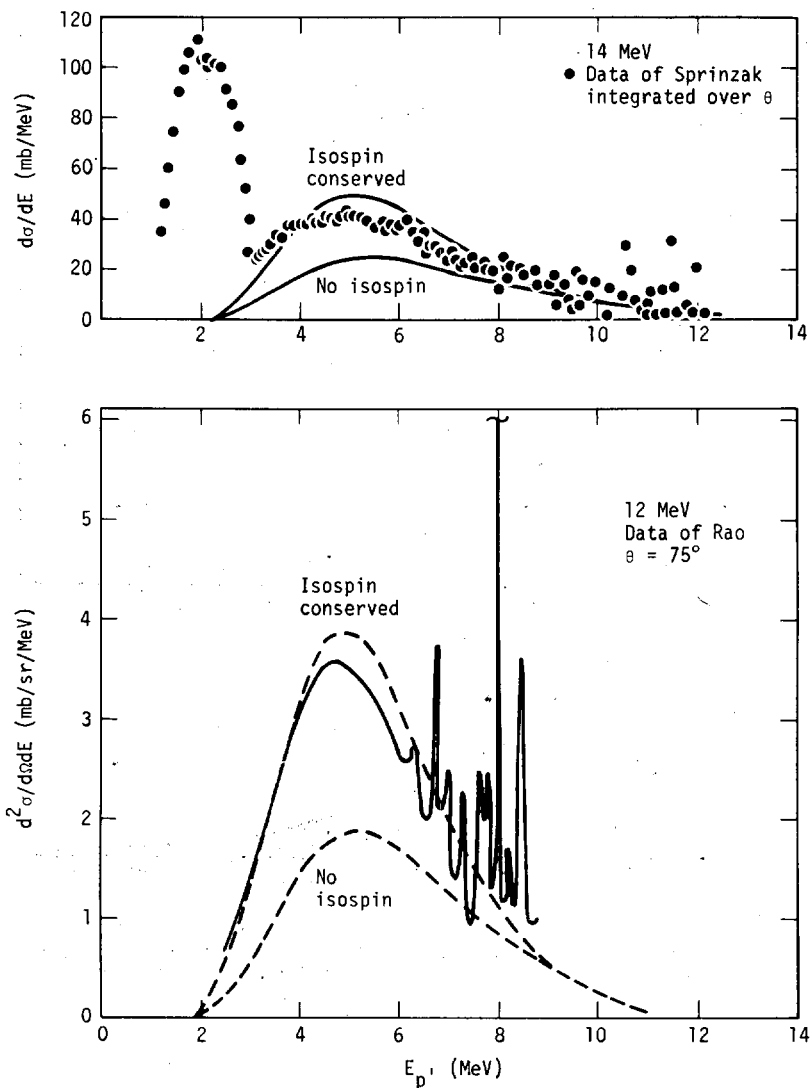 120
100
80
60
40
20
0
dσ/dE (mb/MeV)
14 MeV
● Data of Sprinzak
integrated over θ
Isospin
conserved
No isospin
2
4
6
8
10
12
14
6
5
4
3
2
1
0
d²σ/dΩdE (mb/sr/MeV)
12 MeV
Data of Rao
θ = 75°
Isospin
conserved
No
isospin
0
2
4
6
8
10
12
14
Eₚ' (MeV)